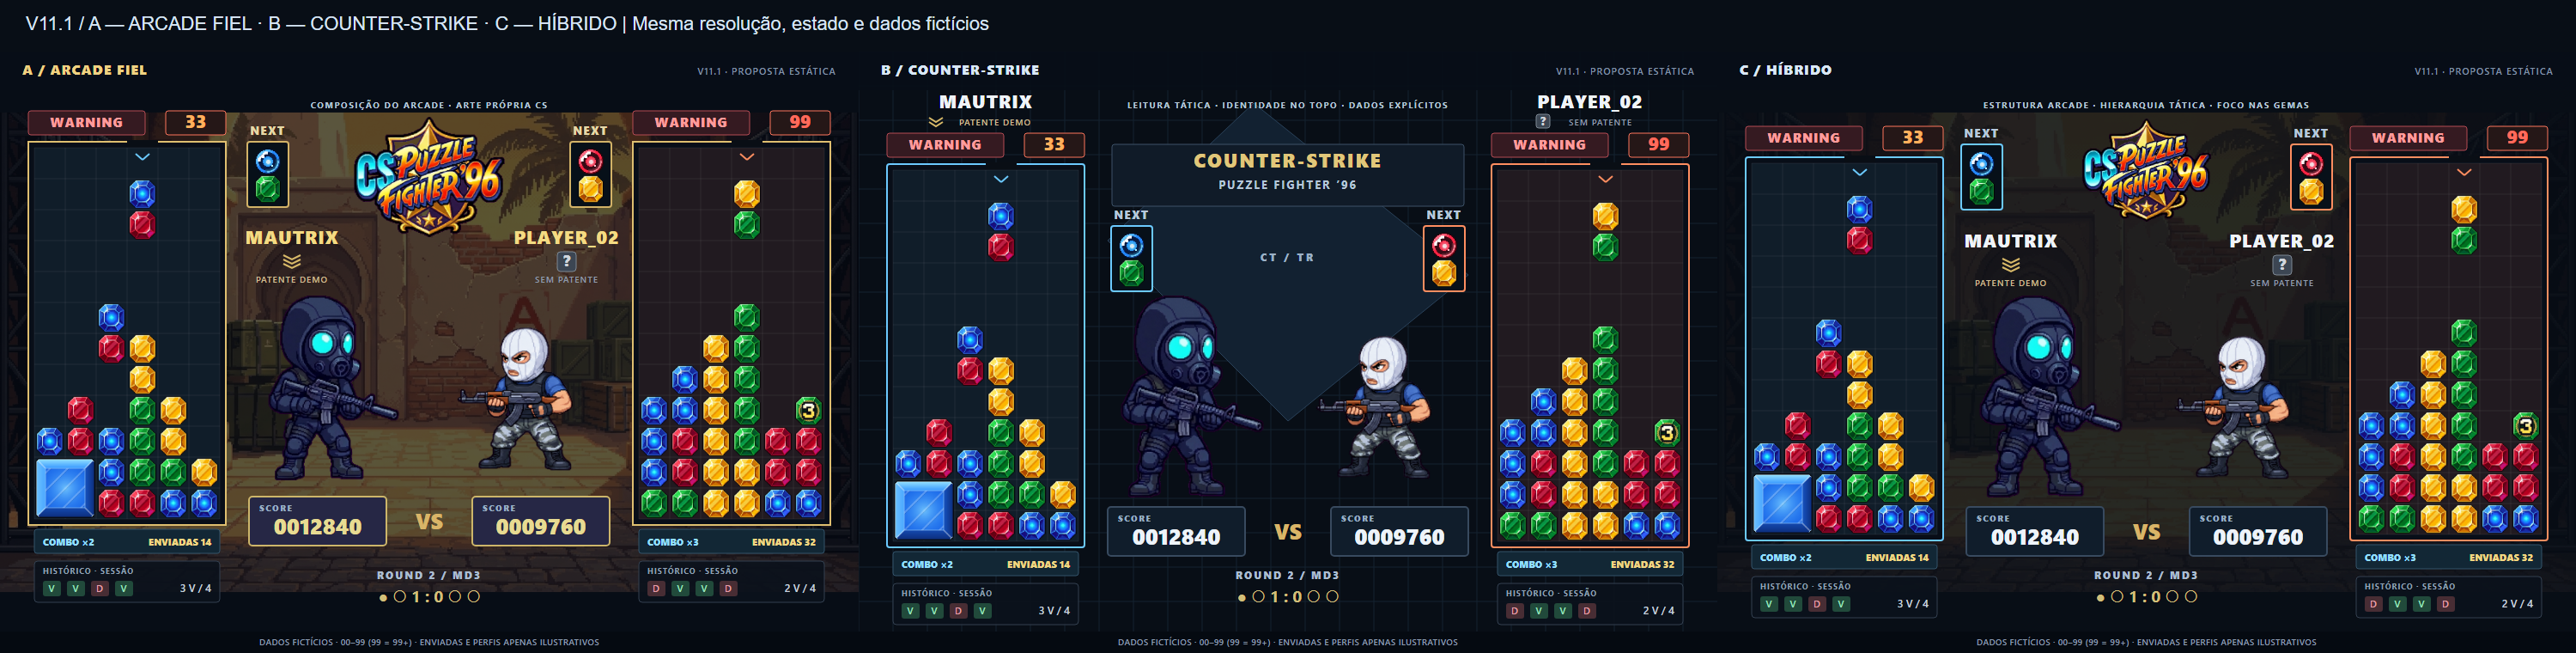 V11.1 / A — ARCADE FIEL · B — COUNTER-STRIKE · C — HÍBRIDO | Mesma resolução, estado e dados fictícios
A / ARCADE FIEL
V11.1 · PROPOSTA ESTÁTICA
COMPOSIÇÃO DO ARCADE · ARTE PRÓPRIA CS
WARNING
33
NEXT
CS PUZZLE FIGHTER '96
NEXT
WARNING
99
MAUTRIX
PATENTE DEMO
PLAYER_02
?
SEM PATENTE
A
3
SCORE
0012840
VS
SCORE
0009760
COMBO ×2
ENVIADAS 14
COMBO ×3
ENVIADAS 32
HISTÓRICO · SESSÃO
V V D V
3 V / 4
ROUND 2 / MD3
1 : 0
HISTÓRICO · SESSÃO
D V V D
2 V / 4
DADOS FICTÍCIOS · 00–99 (99 = 99+) · ENVIADAS E PERFIS APENAS ILUSTRATIVOS
B / COUNTER-STRIKE
V11.1 · PROPOSTA ESTÁTICA
MAUTRIX
PATENTE DEMO
LEITURA TÁTICA · IDENTIDADE NO TOPO · DADOS EXPLÍCITOS
PLAYER_02
?
SEM PATENTE
WARNING
33
COUNTER-STRIKE
PUZZLE FIGHTER '96
WARNING
99
NEXT
NEXT
CT / TR
3
SCORE
0012840
VS
SCORE
0009760
COMBO ×2
ENVIADAS 14
COMBO ×3
ENVIADAS 32
HISTÓRICO · SESSÃO
V V D V
3 V / 4
ROUND 2 / MD3
1 : 0
HISTÓRICO · SESSÃO
D V V D
2 V / 4
DADOS FICTÍCIOS · 00–99 (99 = 99+) · ENVIADAS E PERFIS APENAS ILUSTRATIVOS
C / HÍBRIDO
V11.1 · PROPOSTA ESTÁTICA
ESTRUTURA ARCADE · HIERARQUIA TÁTICA · FOCO NAS GEMAS
WARNING
33
NEXT
CS PUZZLE FIGHTER '96
NEXT
WARNING
99
MAUTRIX
PATENTE DEMO
PLAYER_02
?
SEM PATENTE
A
3
SCORE
0012840
VS
SCORE
0009760
COMBO ×2
ENVIADAS 14
COMBO ×3
ENVIADAS 32
HISTÓRICO · SESSÃO
V V D V
3 V / 4
ROUND 2 / MD3
1 : 0
HISTÓRICO · SESSÃO
D V V D
2 V / 4
DADOS FICTÍCIOS · 00–99 (99 = 99+) · ENVIADAS E PERFIS APENAS ILUSTRATIVOS